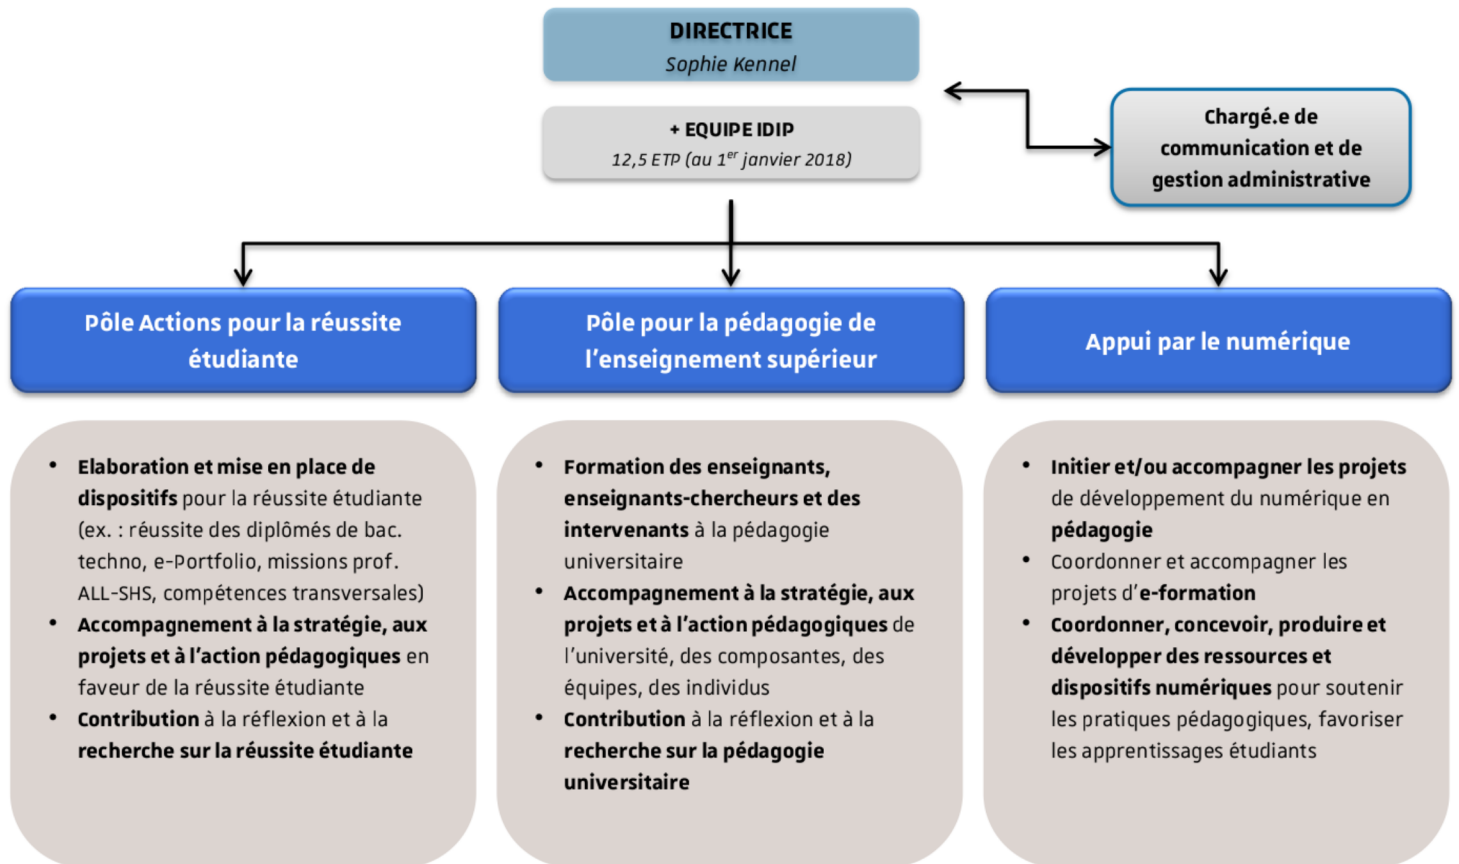 DIRECTRICE
Sophie Kennel
+ EQUIPE IDIP
12,5 ETP (au 1er janvier 2018)
Chargé.e de
communication et de
gestion administrative
Pôle Actions pour la réussite
étudiante
Pôle pour la pédagogie de
l'enseignement supérieur
Appui par le numérique
• Elaboration et mise en place de
dispositifs pour la réussite étudiante
(ex. : réussite des diplômés de bac.
techno, e-Portfolio, missions prof.
ALL-SHS, compétences transversales)
• Accompagnement à la stratégie, aux
projets et à l'action pédagogiques en
faveur de la réussite étudiante
• Contribution à la réflexion et à la
recherche sur la réussite étudiante
• Formation des enseignants,
enseignants-chercheurs et des
intervenants à la pédagogie
universitaire
• Accompagnement à la stratégie, aux
projets et à l'action pédagogiques de
l'université, des composantes, des
équipes, des individus
• Contribution à la réflexion et à la
recherche sur la pédagogie
universitaire
• Initier et/ou accompagner les projets
de développement du numérique en
pédagogie
• Coordonner et accompagner les
projets d'e-formation
• Coordonner, concevoir, produire et
développer des ressources et
dispositifs numériques pour soutenir
les pratiques pédagogiques, favoriser
les apprentissages étudiants